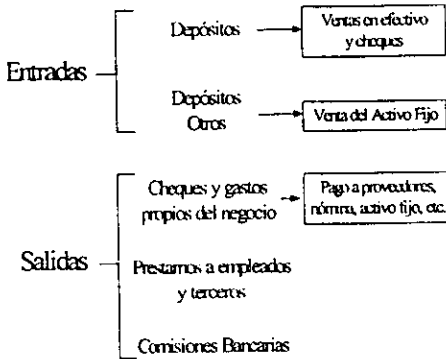 Depósitos
Ventas en efectivo
y cheques
Entradas
Depósitos
Otros
Venta del Activo Fijo
Cheques y gastos
propios del negocio
Pago a proveedores,
nómina, activo fijo, etc.
Salidas
Prestamos a empleados
y terceros
Comisiones Bancarias